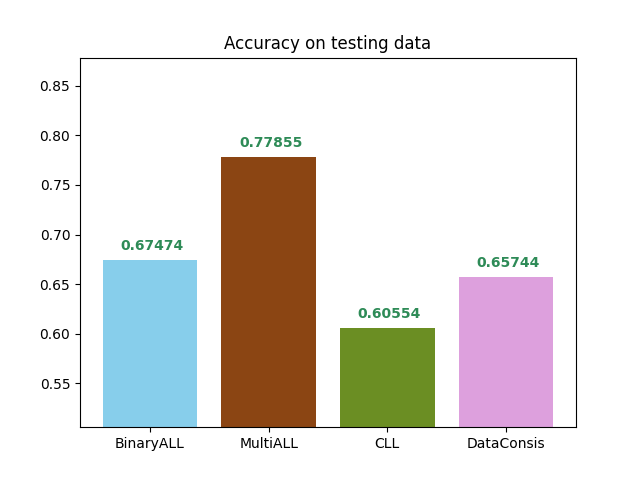 Accuracy on testing data
0.85
0.80
0.75
0.70
0.65
0.60
0.55
0.67474
0.77855
0.60554
0.65744
BinaryALL
MultiALL
CLL
DataConsis